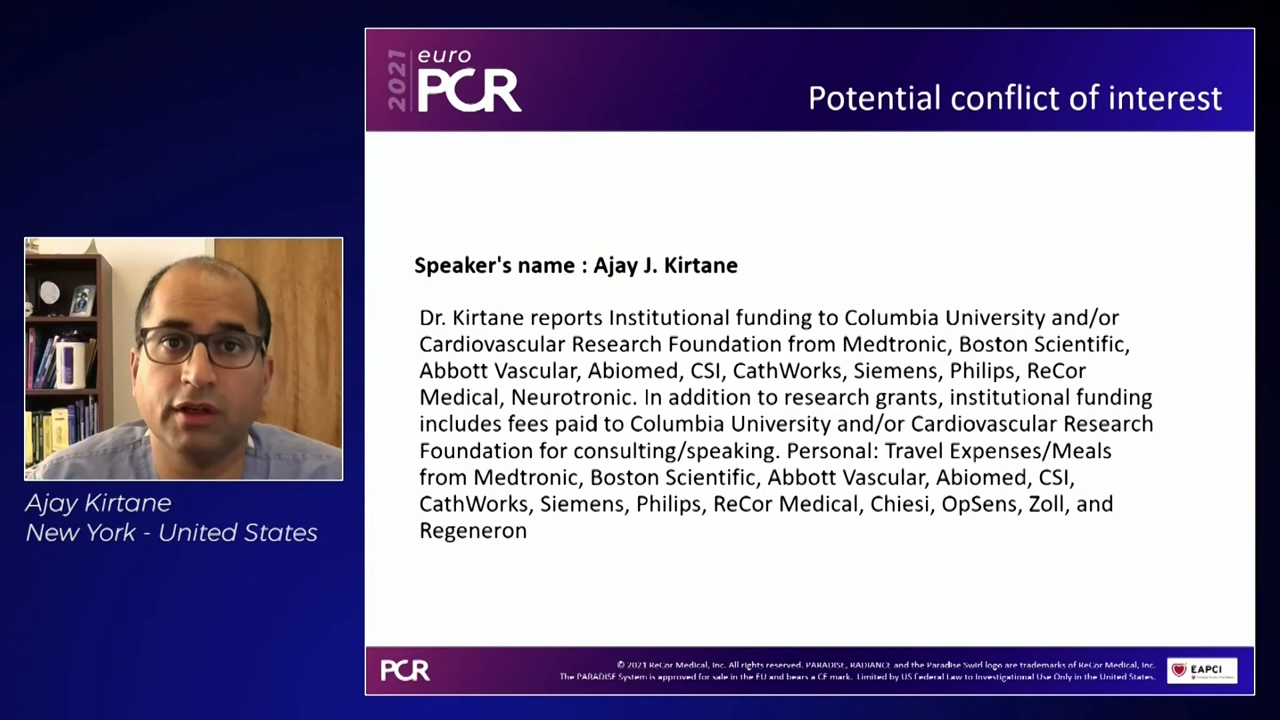 2021
euro
PCR
Potential conflict of interest
Speaker's name : Ajay J. Kirtane
Dr. Kirtane reports Institutional funding to Columbia University and/or
Cardiovascular Research Foundation from Medtronic, Boston Scientific,
Abbott Vascular, Abiomed, CSI, CathWorks, Siemens, Philips, ReCor
Medical, Neurotronic. In addition to research grants, institutional funding
includes fees paid to Columbia University and/or Cardiovascular Research
Foundation for consulting/speaking. Personal: Travel Expenses/Meals
from Medtronic, Boston Scientific, Abbott Vascular, Abiomed, CSI,
CathWorks, Siemens, Philips, ReCor Medical, Chiesi, OpSens, Zoll, and
Regeneron
Ajay Kirtane
New York - United States
PCR
© 2021 ReCor Medical, Inc. All rights reserved. PARADISE, RADIANCE and the Paradise Swirl logo are trademarks of ReCor Medical, Inc.
The PARADISE System is approved for sale in the EU and bears a CE mark. Limited by US Federal Law to Investigational Use Only in the United States.
EAPCI